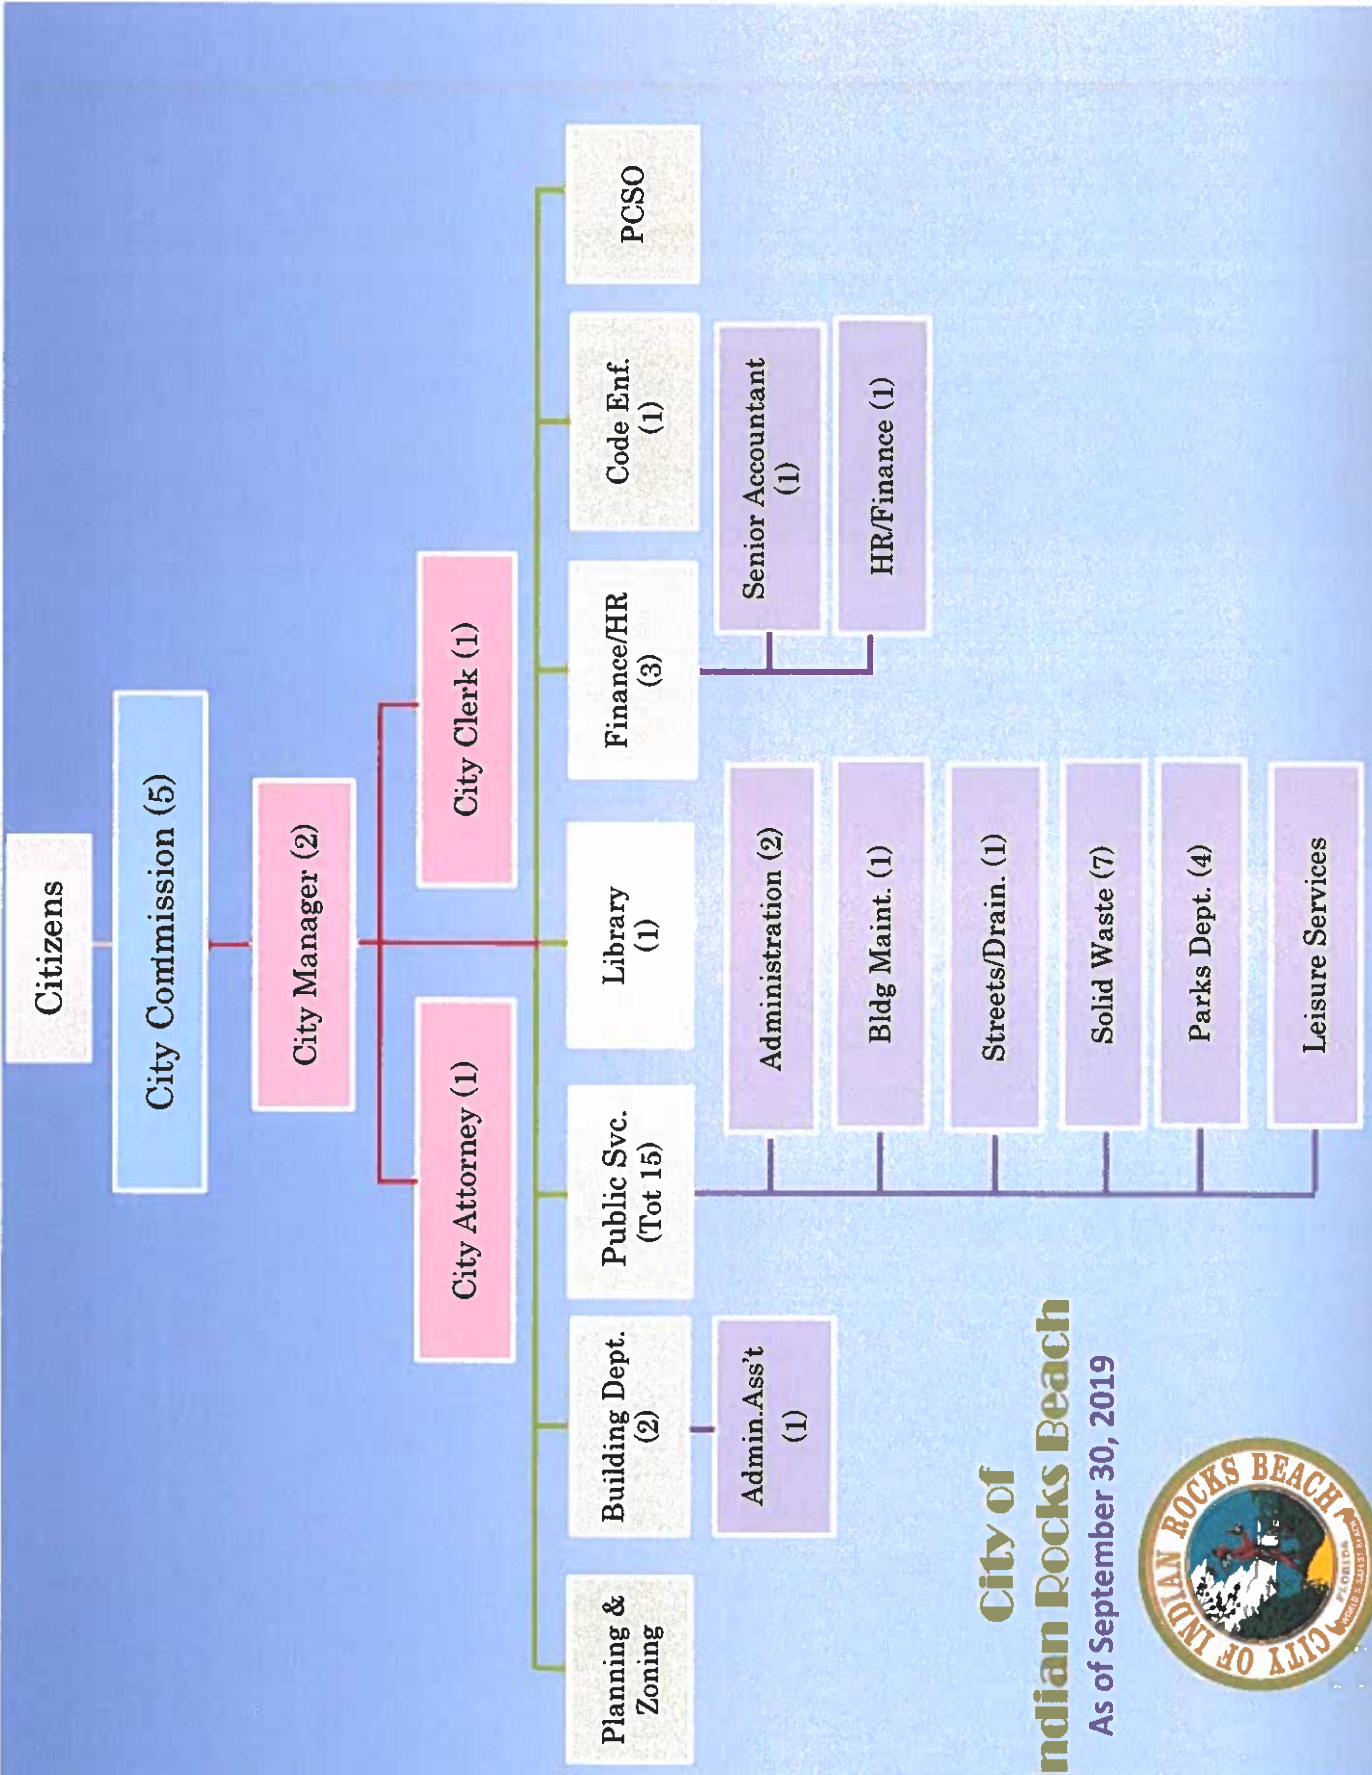 Citizens
City Commission (5)
City Manager (2)
City Attorney (1)
City Clerk (1)
Planning &
Zoning
Building Dept.
(2)
Public Svc.
(Tot 15)
Library
(1)
Finance/HR
(3)
Code Enf.
(1)
PCSO
Admin.Ass't
(1)
Administration (2)
Bldg Maint. (1)
Streets/Drain. (1)
Solid Waste (7)
Parks Dept. (4)
Leisure Services
Senior Accountant
(1)
HR/Finance (1)
City of
ndian Rocks Beach
As of September 30, 2019
CITY OF INDIAN ROCKS BEACH
FLORIDA